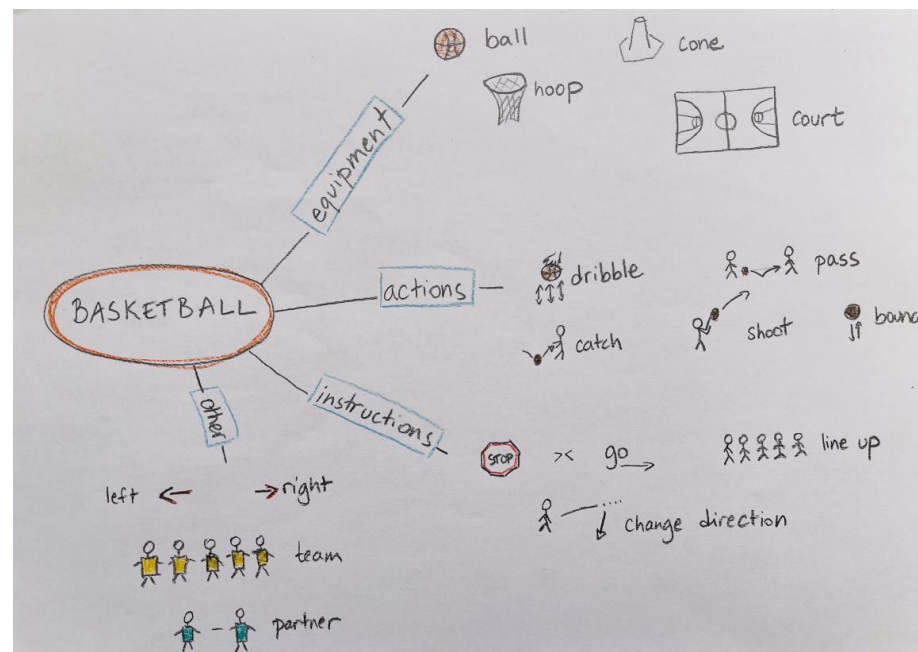 ball
cone
hoop
court
equipment
BASKETBALL
actions
dribble
pass
catch
shoot
instructions
STOP
go
line up
change direction
other
left
right
team
partner